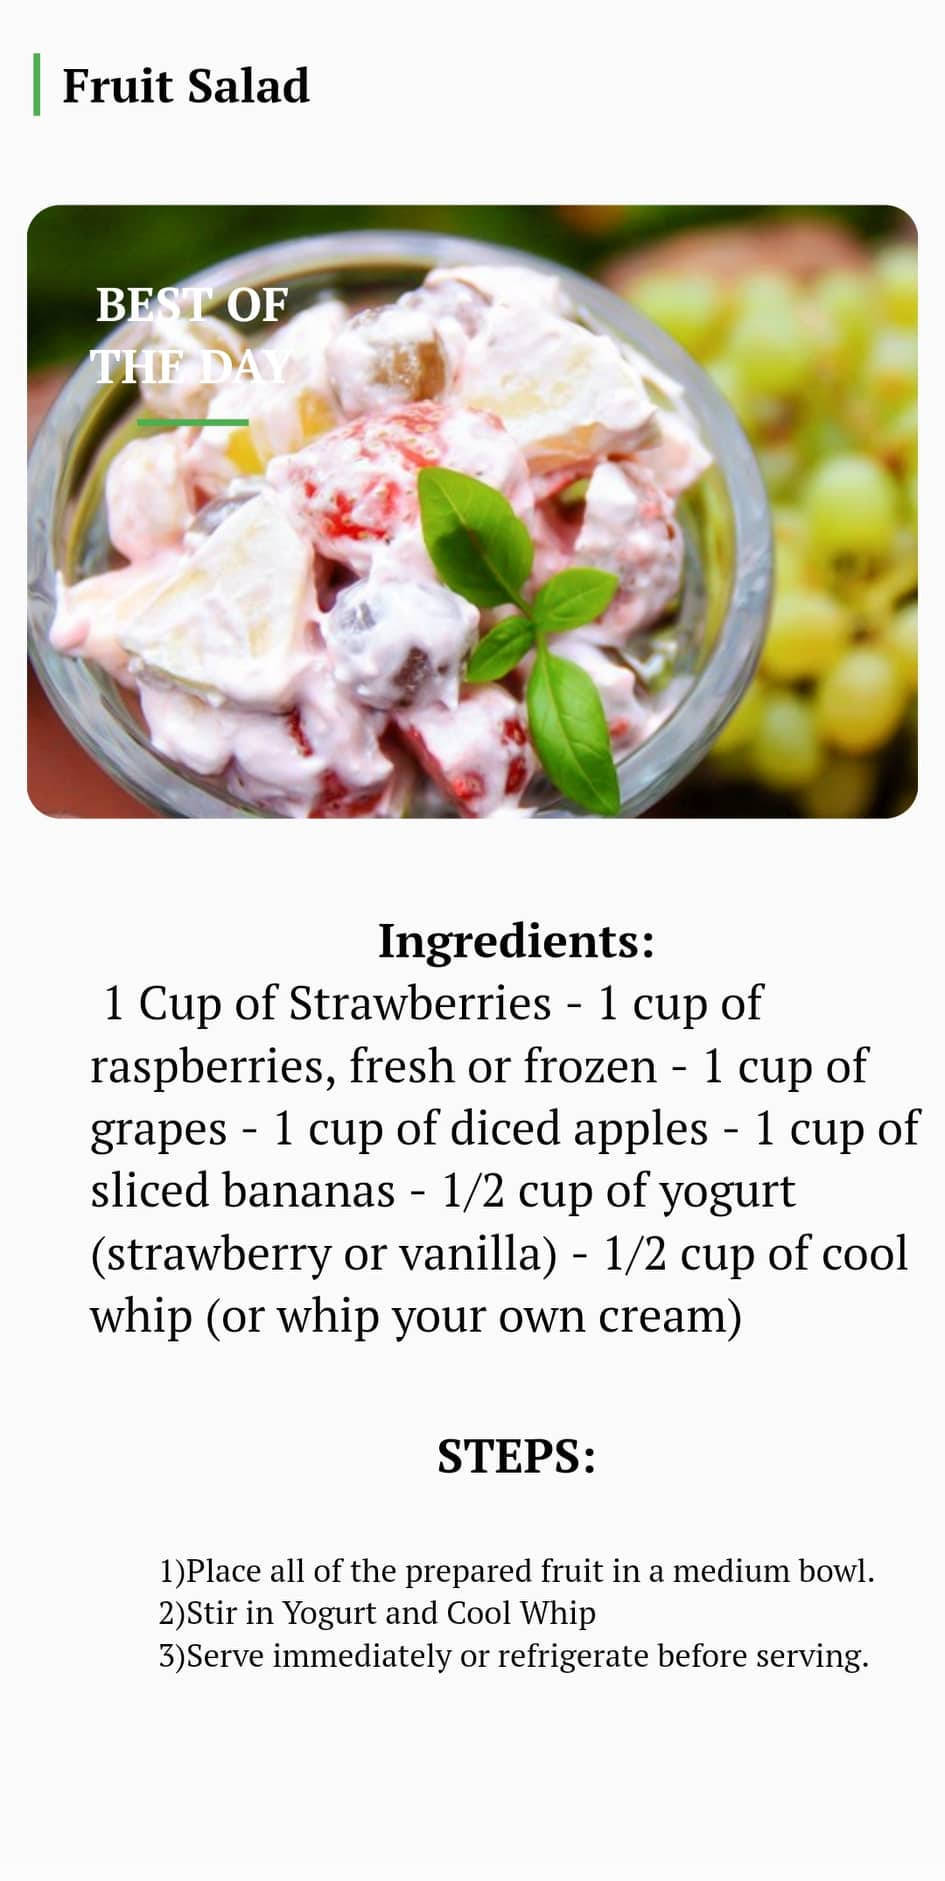 Fruit Salad
BEST OF
THE DAY
Ingredients:
1 Cup of Strawberries - 1 cup of
raspberries, fresh or frozen - 1 cup of
grapes - 1 cup of diced apples - 1 cup of
sliced bananas - 1/2 cup of yogurt
(strawberry or vanilla) - 1/2 cup of cool
whip (or whip your own cream)
STEPS:
1)Place all of the prepared fruit in a medium bowl.
2)Stir in Yogurt and Cool Whip
3)Serve immediately or refrigerate before serving.